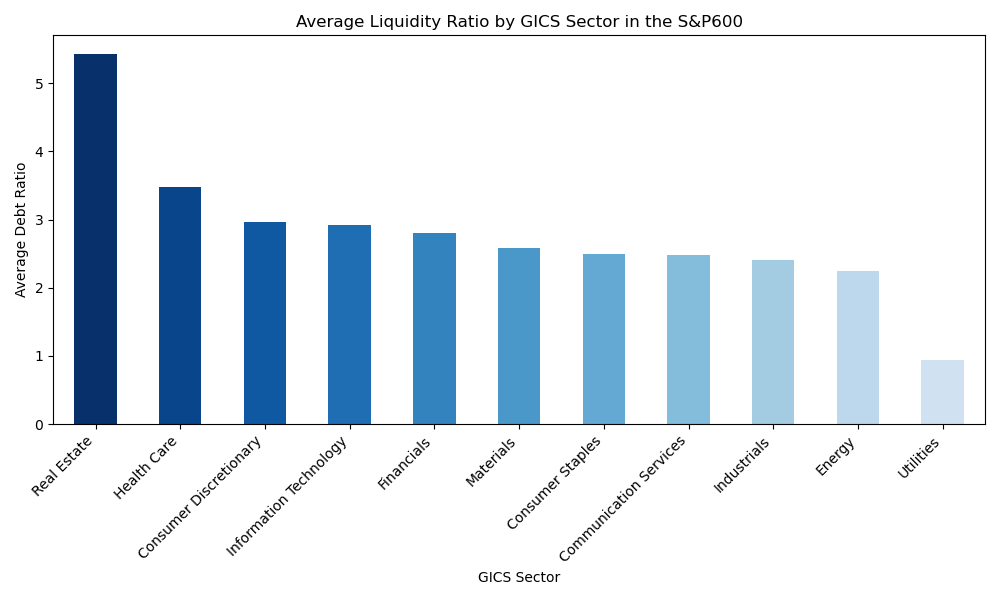 Average Liquidity Ratio by GICS Sector in the S&P600
Average Debt Ratio
5
4
3
2
1
0
Real Estate
Health Care
Consumer Discretionary
Information Technology
Financials
Materials
Consumer Staples
Communication Services
Industrials
Energy
Utilities
GICS Sector